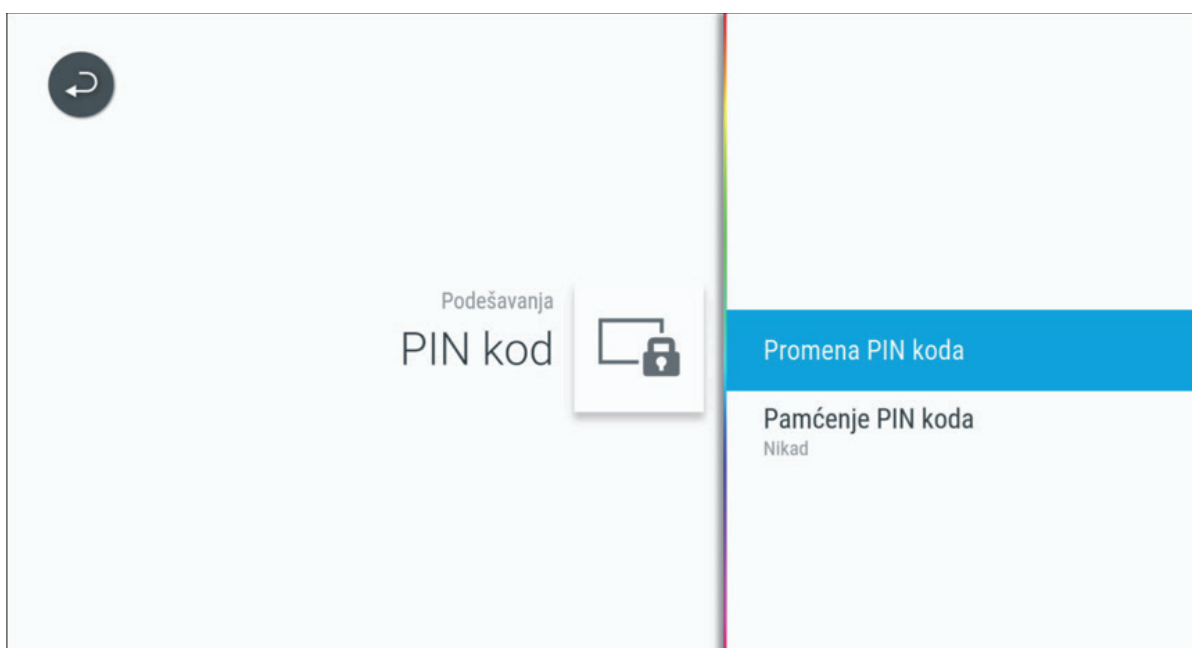 Podešavanja
PIN kod
Promena PIN koda
Pamćenje PIN koda
Nikad